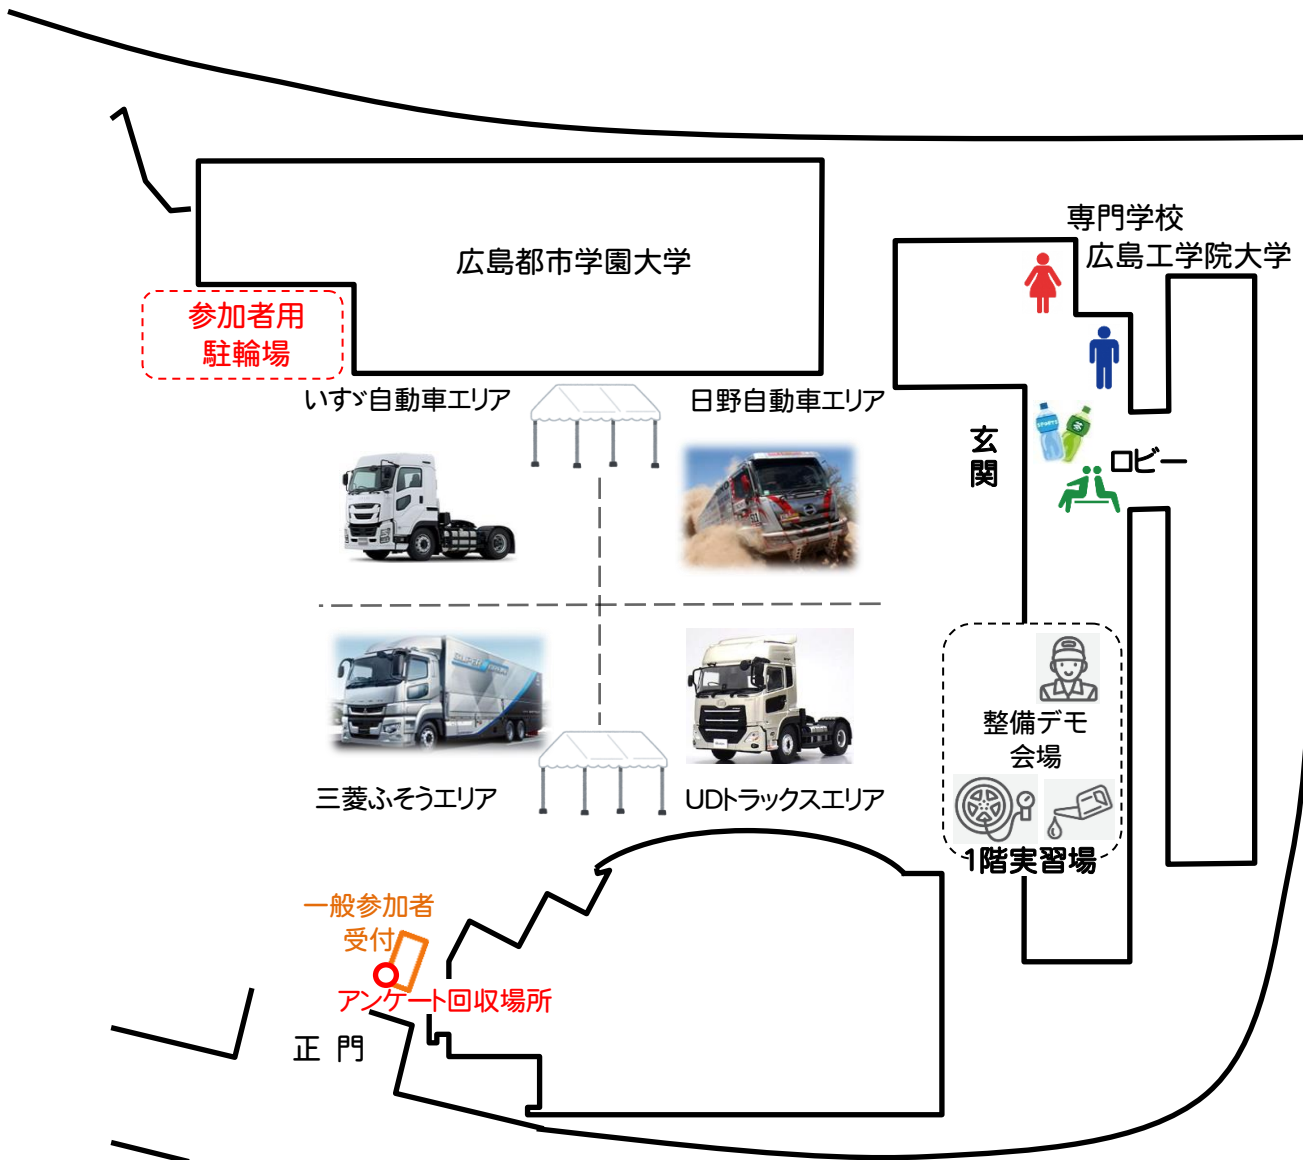 専門学校
広島工学院大学
広島都市学園大学
参加者用
駐輪場
いすゞ自動車エリア
日野自動車エリア
玄関
SPORTS
茶
ロビー
整備デモ
会場
1階実習場
三菱ふそうエリア
UDトラックスエリア
一般参加者
受付
アンケート回収場所
正 門